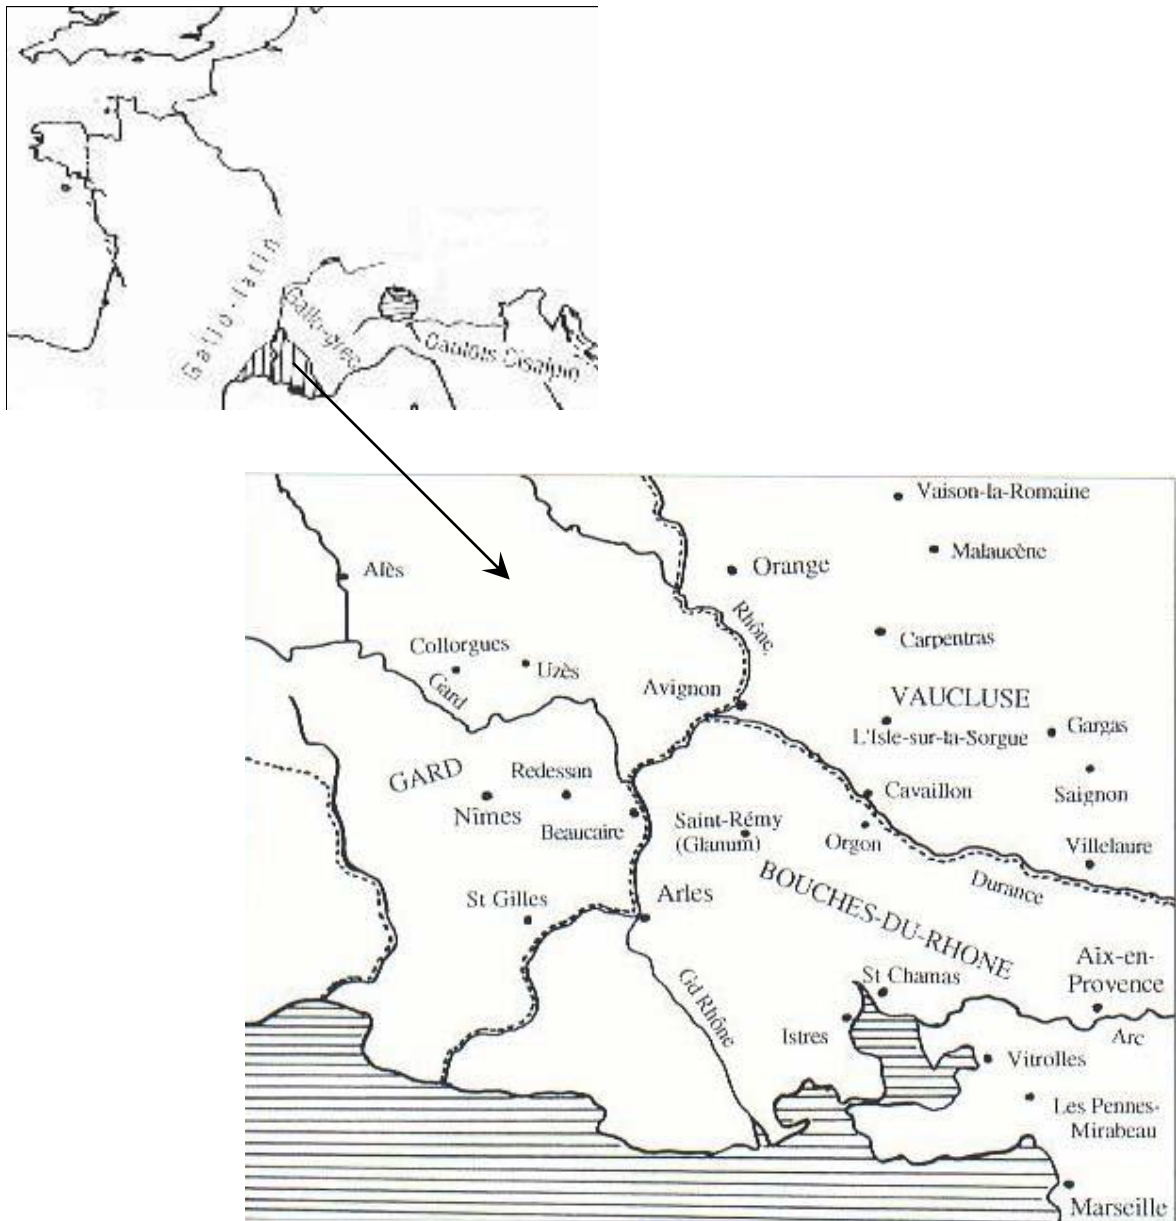 Gallo-latin
Gallo-grec
Gaulois Cisalpin
Vaison-la-Romaine
Malaucène
Orange
Alès
Rhône
Carpentras
Collorgues
Uzès
Gard
Avignon
VAUCLUSE
L'Isle-sur-la-Sorgue
Gargas
GARD
Redessan
Nîmes
Beaucaire
Cavaillon
Saignon
Saint-Rémy
(Glanum)
Orgon
Villelaure
Durance
BOUCHES-DU-RHONE
St Gilles
Arles
Aix-en-
Provence
St Chamas
Gd Rhône
Istres
Arc
Vitrolles
Les Pennes-
Mirabeau
Marseille